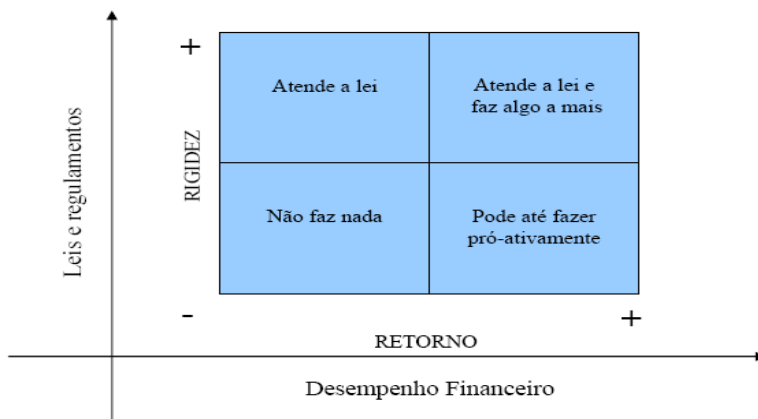 Leis e regulamentos
RIGIDEZ
+
Atende a lei
Atende a lei e
faz algo a mais
Não faz nada
Pode até fazer
pró-ativamente
-
+
RETORNO
Desempenho Financeiro